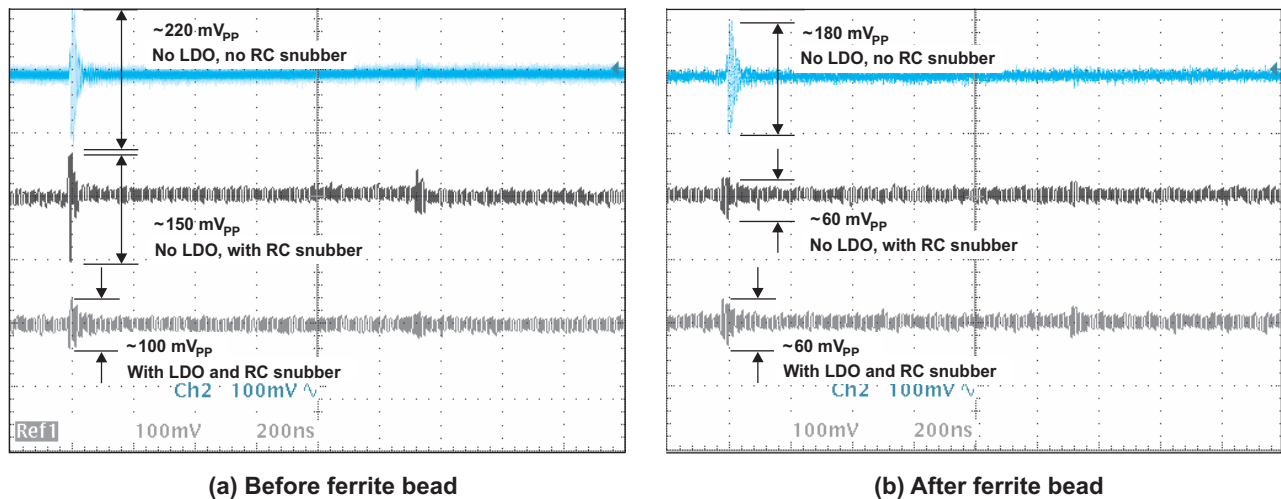 ~220 mVPP
No LDO, no RC snubber
~150 mVPP
No LDO, with RC snubber
~100 mVPP
With LDO and RC snubber
Ch2 100mV ∿
Ref1 100mV 200ns
(a) Before ferrite bead
~180 mVPP
No LDO, no RC snubber
~60 mVPP
No LDO, with RC snubber
~60 mVPP
With LDO and RC snubber
Ch2 100mV ∿
100mV 200ns
(b) After ferrite bead